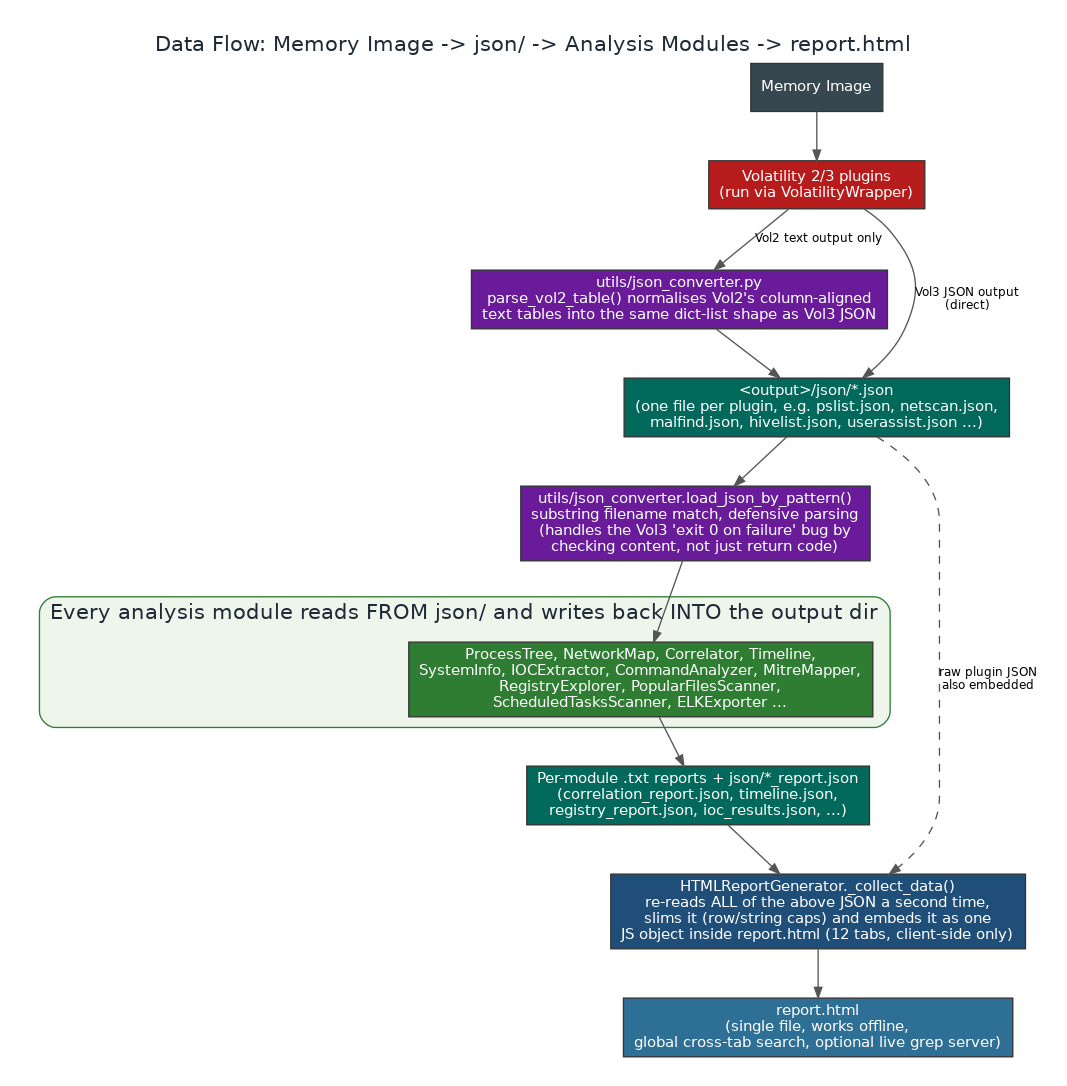 Data Flow: Memory Image -> json/ -> Analysis Modules -> report.html
Memory Image
Volatility 2/3 plugins
(run via VolatilityWrapper)
Vol2 text output only
utils/json_converter.py
parse_vol2_table() normalises Vol2's column-aligned
text tables into the same dict-list shape as Vol3 JSON
Vol3 JSON output
(direct)
<output>/json/*.json
(one file per plugin, e.g. pslist.json, netscan.json,
malfind.json, hivelist.json, userassist.json ...)
utils/json_converter.load_json_by_pattern()
substring filename match, defensive parsing
(handles the Vol3 'exit 0 on failure' bug by
checking content, not just return code)
Every analysis module reads FROM json/ and writes back INTO the output dir
ProcessTree, NetworkMap, Correlator, Timeline,
SystemInfo, IOCExtractor, CommandAnalyzer, MitreMapper,
RegistryExplorer, PopularFilesScanner,
ScheduledTasksScanner, ELKExporter ...
raw plugin JSON
also embedded
Per-module .txt reports + json/*_report.json
(correlation_report.json, timeline.json,
registry_report.json, ioc_results.json, ...)
HTMLReportGenerator._collect_data()
re-reads ALL of the above JSON a second time,
slims it (row/string caps) and embeds it as one
JS object inside report.html (12 tabs, client-side only)
report.html
(single file, works offline,
global cross-tab search, optional live grep server)